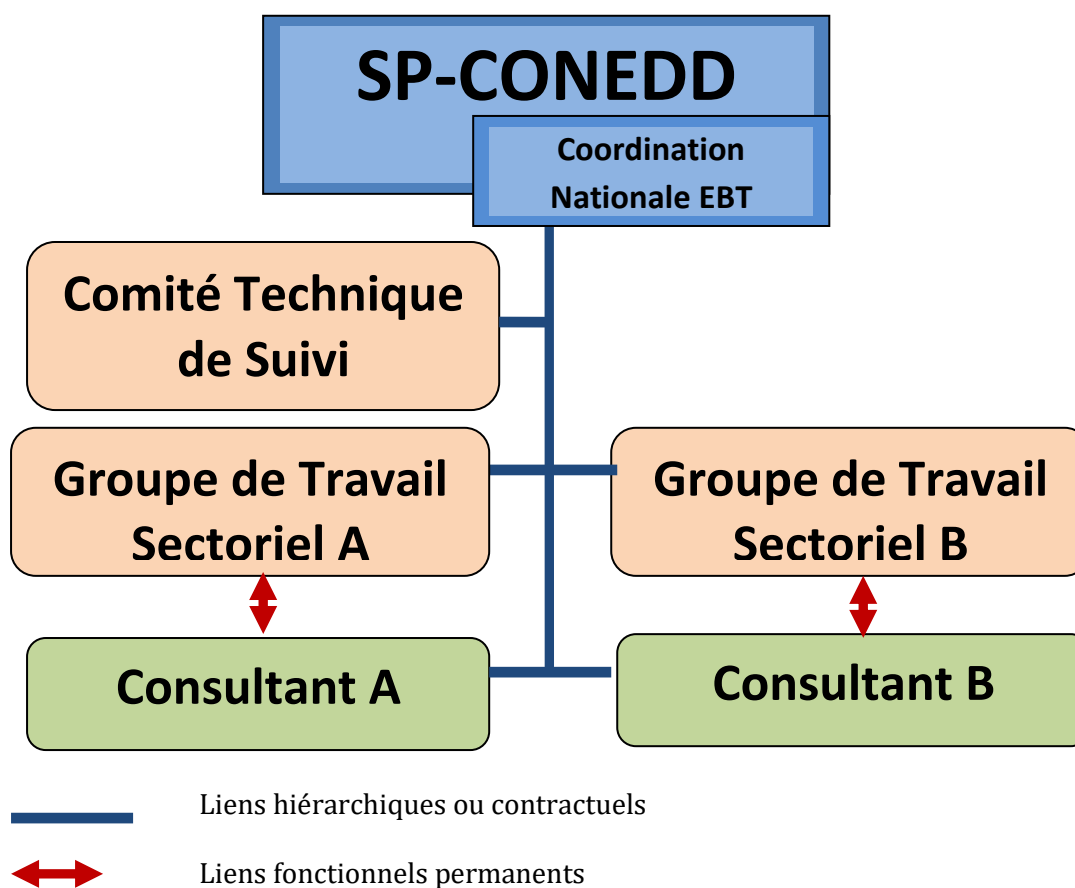 SP-CONEDD
Coordination
Nationale EBT
Comité Technique
de Suivi
Groupe de Travail
Sectoriel A
Groupe de Travail
Sectoriel B
Consultant A
Consultant B
Liens hiérarchiques ou contractuels
Liens fonctionnels permanents